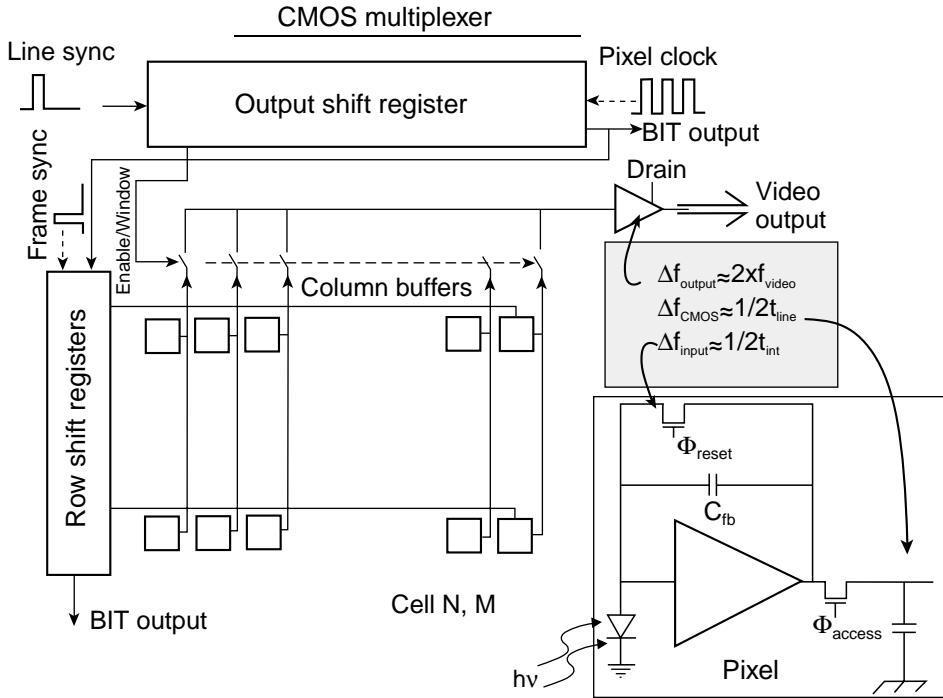 CMOS multiplexer
Line sync
Pixel clock
Output shift register
BIT output
Frame sync
Enable/Window
Drain
Video
output
Column buffers
Δf_output≈2xf_video
Δf_CMOS≈1/2t_line
Δf_input≈1/2t_int
Row shift registers
Φ_reset
C_fb
Cell N, M
BIT output
Φ_access
hν
Pixel